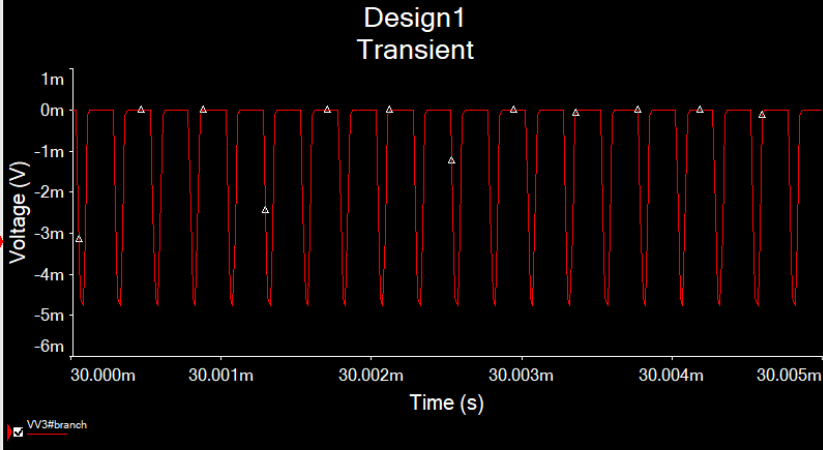 Design1
Transient
1m
0m
-1m
-2m
-3m
-4m
-5m
-6m
Voltage (V)
30.000m 30.001m 30.002m 30.003m 30.004m 30.005m
Time (s)
VV3#branch